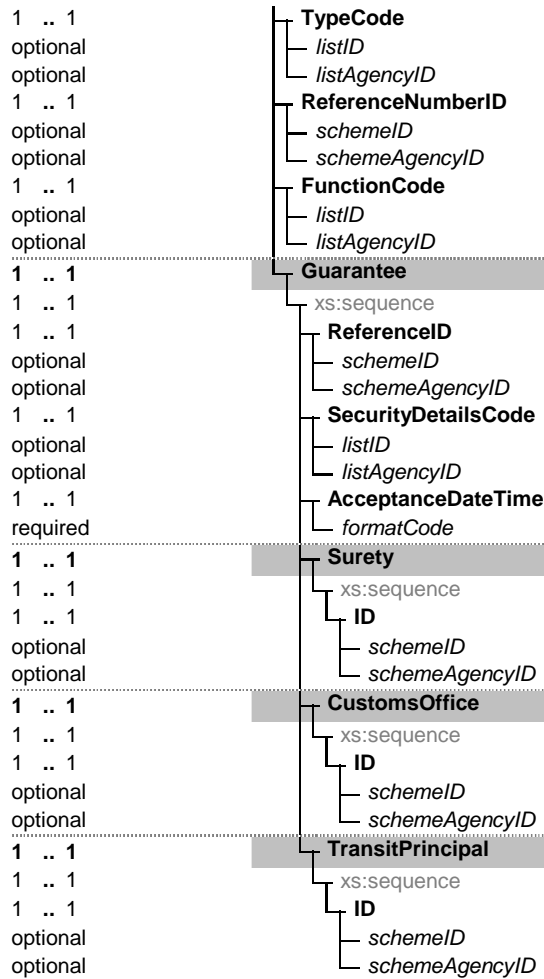 1 .. 1 TypeCode
optional listID
optional listAgencyID
1 .. 1 ReferenceNumberID
optional schemeID
optional schemeAgencyID
1 .. 1 FunctionCode
optional listID
optional listAgencyID
1 .. 1 Guarantee
1 .. 1 xs:sequence
1 .. 1 ReferenceID
optional schemeID
optional schemeAgencyID
1 .. 1 SecurityDetailsCode
optional listID
optional listAgencyID
1 .. 1 AcceptanceDateTime
required formatCode
1 .. 1 Surety
1 .. 1 xs:sequence
1 .. 1 ID
optional schemeID
optional schemeAgencyID
1 .. 1 CustomsOffice
1 .. 1 xs:sequence
1 .. 1 ID
optional schemeID
optional schemeAgencyID
1 .. 1 TransitPrincipal
1 .. 1 xs:sequence
1 .. 1 ID
optional schemeID
optional schemeAgencyID